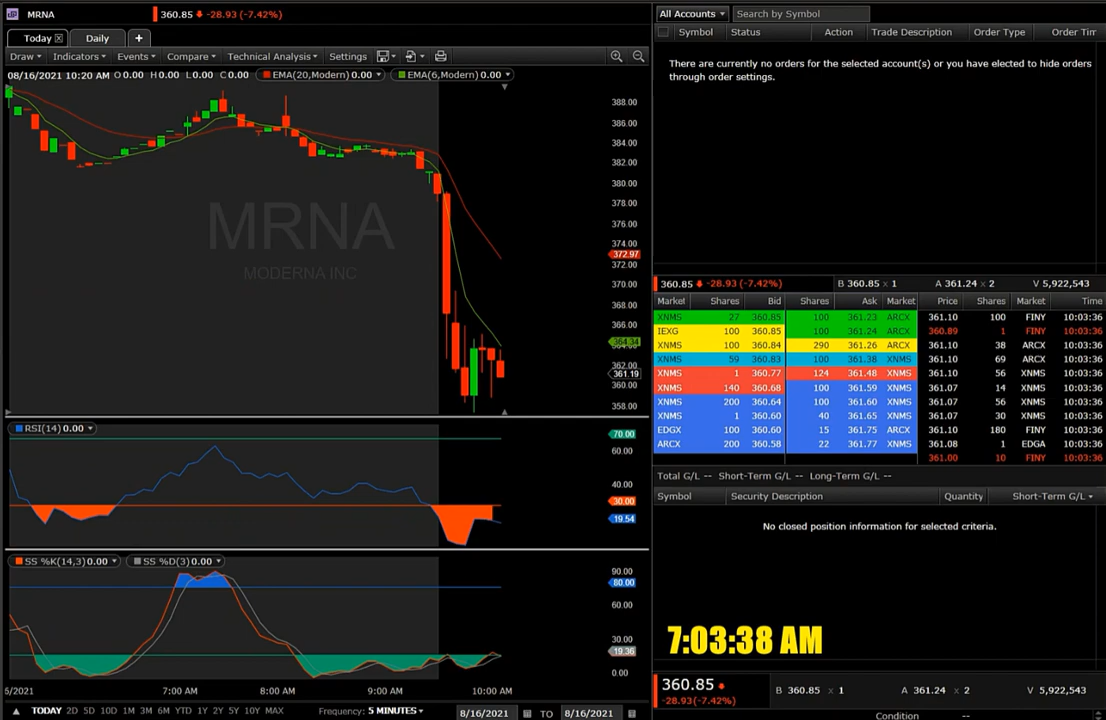 MRNA 360.85 -28.93 (-7.42%)
Today Daily +
Draw Indicators Events Compare Technical Analysis Settings
08/16/2021 10:20 AM O 0.00 H 0.00 L 0.00 C 0.00 EMA(20,Modern) 0.00 EMA(6,Modern) 0.00
388.00
386.00
384.00
382.00
380.00
378.00
376.00
374.00
372.97
372.00
370.00
368.00
366.00
364.34
362.00
361.19
360.00
358.00
MRNA
MODERNA INC
RSI(14) 0.00
70.00
60.00
40.00
30.00
19.54
SS %K(14,3) 0.00 SS %D(3) 0.00
90.00
80.00
60.00
30.00
19.36
0.00
6/2021 7:00 AM 8:00 AM 9:00 AM 10:00 AM
TODAY 2D 5D 10D 1M 3M 6M YTD 1Y 2Y 5Y 10Y MAX Frequency: 5 MINUTES 8/16/2021 TO 8/16/2021
All Accounts Search by Symbol
Symbol Status Action Trade Description Order Type Order Tim
There are currently no orders for the selected account(s) or you have elected to hide orders
through order settings.
360.85 -28.93 (-7.42%) B 360.85 x 1 A 361.24 x 2 V 5,922,543
Market Shares Bid Shares Ask Market Price Shares Market Time
XNMS 27 360.85 100 361.23 ARCX 361.10 100 FINY 10:03:36
IEXG 100 360.85 100 361.24 ARCX 360.89 1 FINY 10:03:36
XNMS 100 360.84 290 361.26 ARCX 361.10 38 ARCX 10:03:36
XNMS 59 360.83 100 361.38 XNMS 361.10 69 ARCX 10:03:36
XNMS 1 360.77 124 361.48 XNMS 361.10 56 XNMS 10:03:36
XNMS 140 360.68 100 361.59 XNMS 361.07 14 XNMS 10:03:36
XNMS 200 360.64 100 361.60 XNMS 361.07 56 XNMS 10:03:36
XNMS 1 360.60 40 361.65 XNMS 361.07 30 XNMS 10:03:36
EDGX 100 360.60 15 361.75 ARCX 361.10 180 FINY 10:03:36
ARCX 200 360.58 22 361.77 XNMS 361.08 1 EDGA 10:03:36
361.00 10 FINY 10:03:36
Total G/L -- Short-Term G/L -- Long-Term G/L --
Symbol Security Description Quantity Short-Term G/L
No closed position information for selected criteria.
7:03:38 AM
360.85 B 360.85 x 1 A 361.24 x 2 V 5,922,543
-28.93(-7.42%)
Condition --